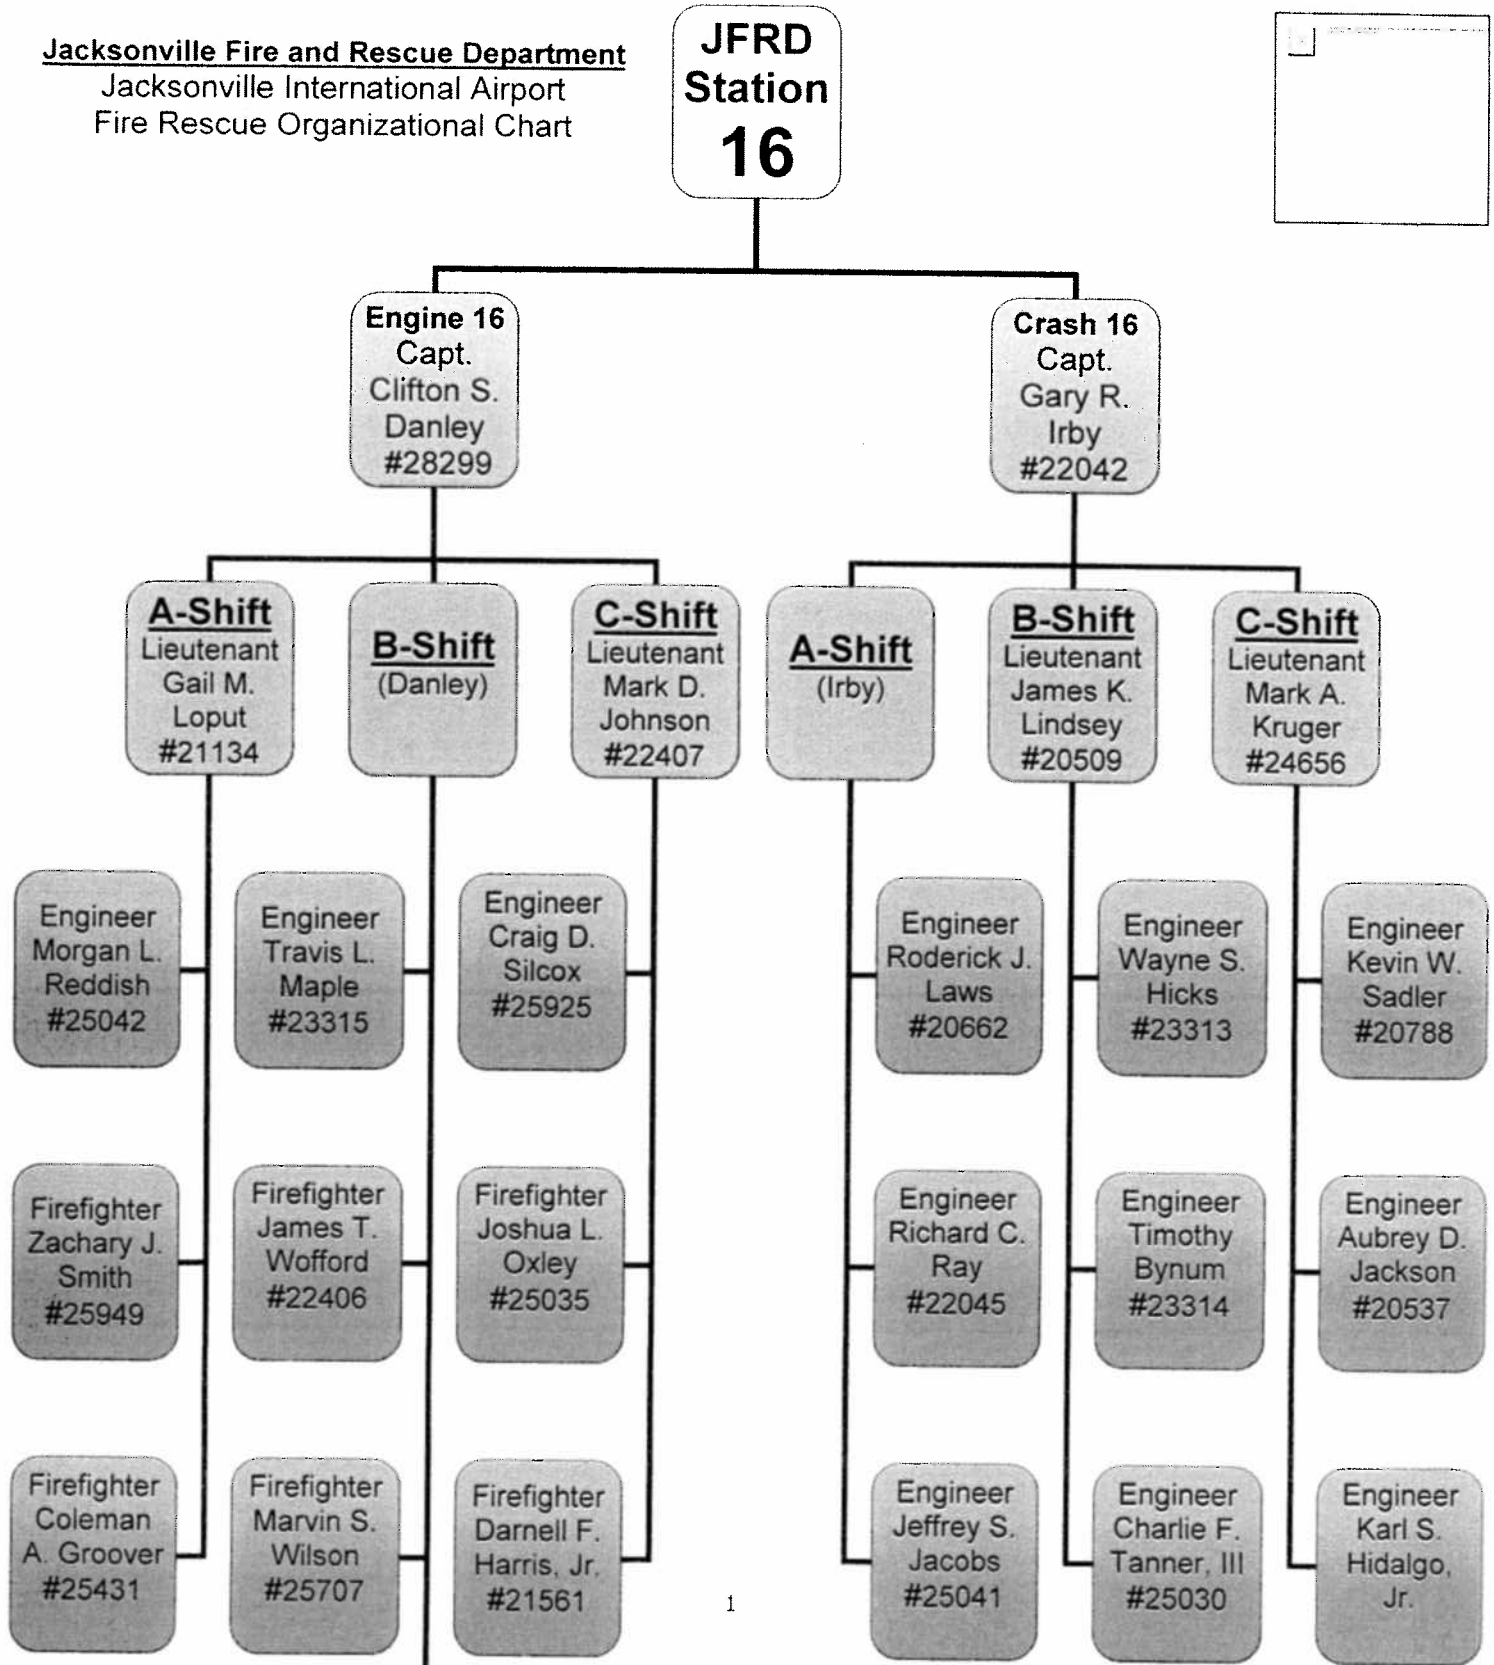 Jacksonville Fire and Rescue Department
Jacksonville International Airport
Fire Rescue Organizational Chart
JFRD
Station
16
Engine 16
Capt.
Clifton S.
Danley
#28299
Crash 16
Capt.
Gary R.
Irby
#22042
A-Shift
Lieutenant
Gail M.
Loput
#21134
B-Shift
(Danley)
C-Shift
Lieutenant
Mark D.
Johnson
#22407
A-Shift
(Irby)
B-Shift
Lieutenant
James K.
Lindsey
#20509
C-Shift
Lieutenant
Mark A.
Kruger
#24656
Engineer
Morgan L.
Reddish
#25042
Engineer
Travis L.
Maple
#23315
Engineer
Craig D.
Silcox
#25925
Engineer
Roderick J.
Laws
#20662
Engineer
Wayne S.
Hicks
#23313
Engineer
Kevin W.
Sadler
#20788
Firefighter
Zachary J.
Smith
#25949
Firefighter
James T.
Wofford
#22406
Firefighter
Joshua L.
Oxley
#25035
Engineer
Richard C.
Ray
#22045
Engineer
Timothy
Bynum
#23314
Engineer
Aubrey D.
Jackson
#20537
Firefighter
Coleman
A. Groover
#25431
Firefighter
Marvin S.
Wilson
#25707
Firefighter
Darnell F.
Harris, Jr.
#21561
Engineer
Jeffrey S.
Jacobs
#25041
Engineer
Charlie F.
Tanner, III
#25030
Engineer
Karl S.
Hidalgo,
Jr.
1